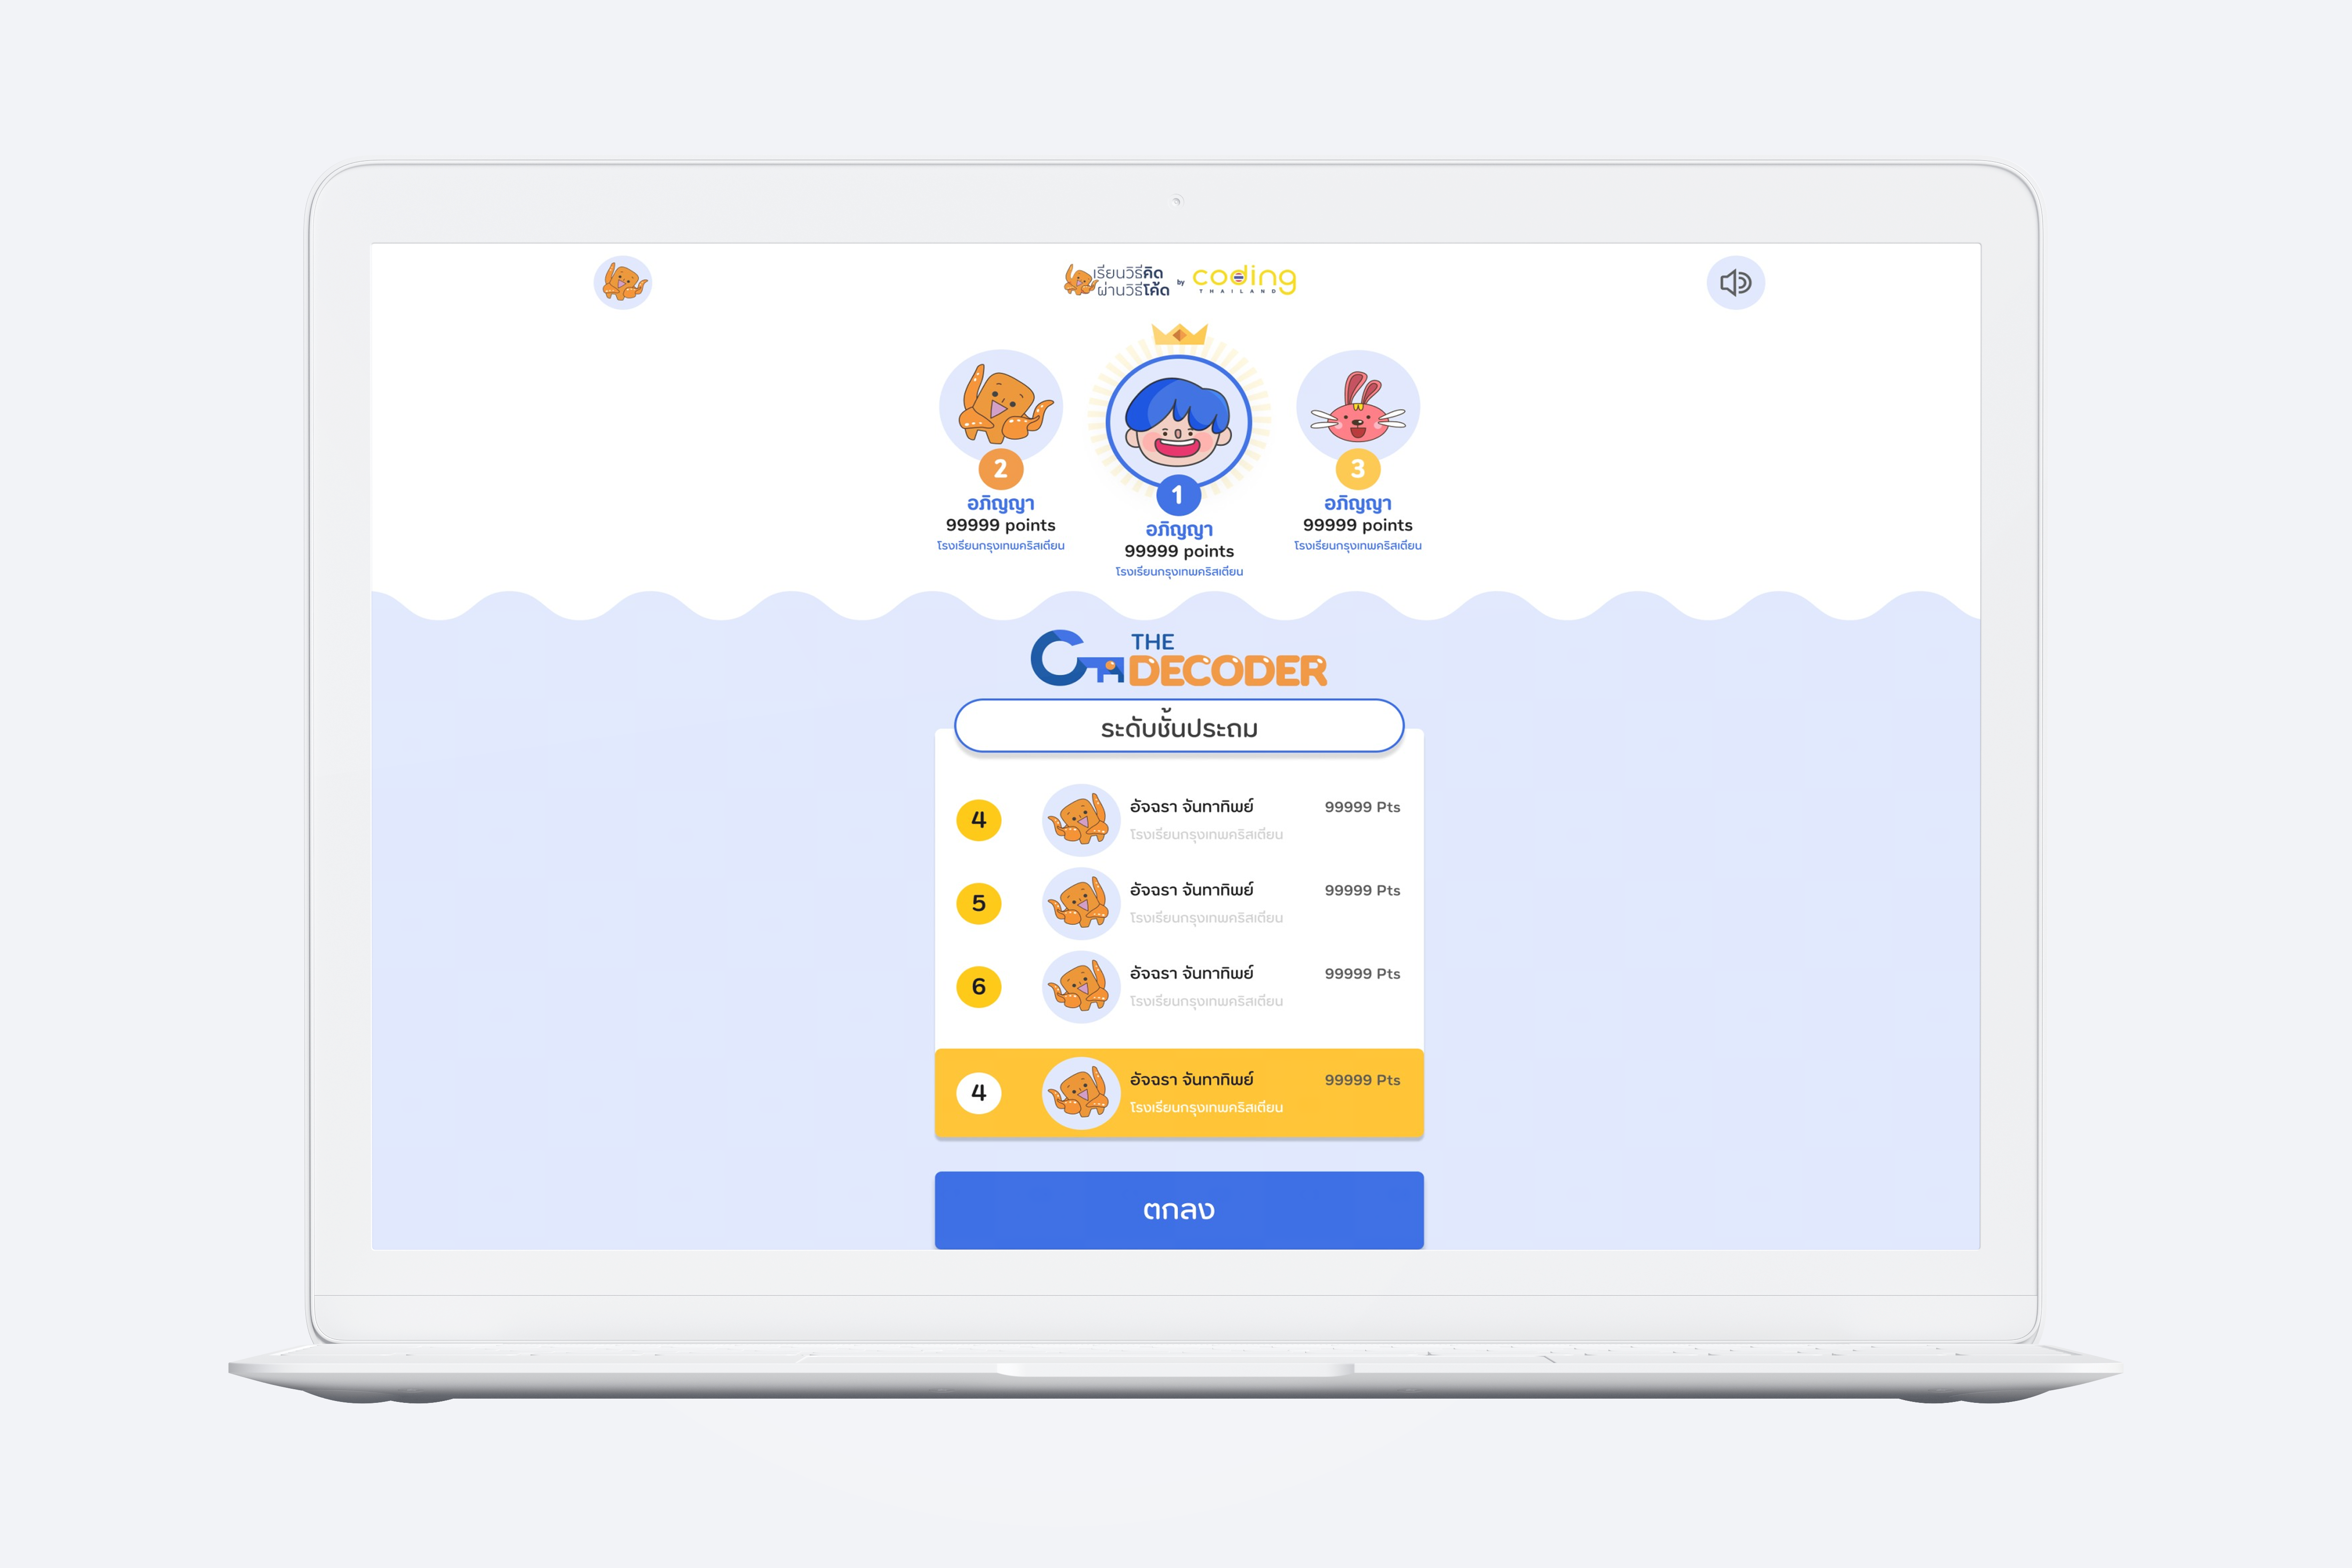 เรียนวิธีคิด
ผ่านวิธีโค้ด
by
coding
THAILAND
2
อภิญญา
99999 points
โรงเรียนกรุงเทพคริสเตียน
1
อภิญญา
99999 points
โรงเรียนกรุงเทพคริสเตียน
3
อภิญญา
99999 points
โรงเรียนกรุงเทพคริสเตียน
THE
DECODER
ระดับชั้นประถม
4 อัจฉรา จันทาทิพย์ 99999 Pts
โรงเรียนกรุงเทพคริสเตียน
5 อัจฉรา จันทาทิพย์ 99999 Pts
โรงเรียนกรุงเทพคริสเตียน
6 อัจฉรา จันทาทิพย์ 99999 Pts
โรงเรียนกรุงเทพคริสเตียน
4 อัจฉรา จันทาทิพย์ 99999 Pts
โรงเรียนกรุงเทพคริสเตียน
ตกลง